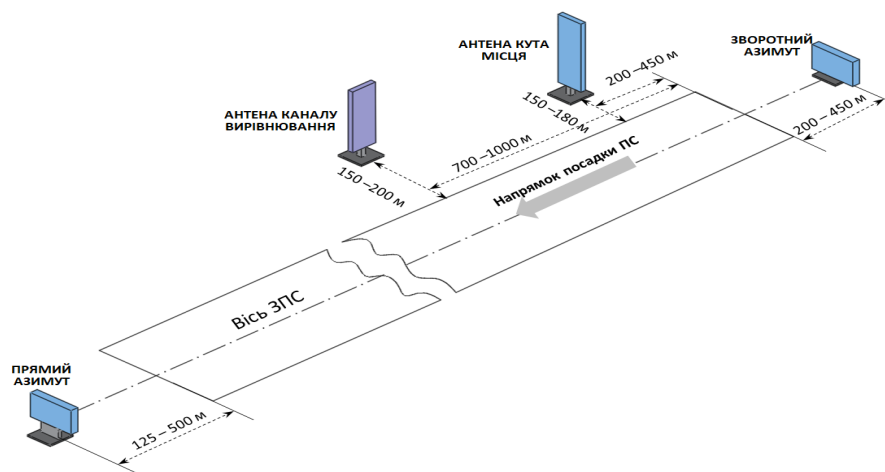 АНТЕНА КУТА
МІСЦЯ
ЗВОРОТНИЙ
АЗИМУТ
АНТЕНА КАНАЛУ
ВИРІВНЮВАННЯ
200 –450 м
150 –180 м
200 – 450 м
700 –1000 м
150 –200 м
Напрямок посадки ПС
Вісь ЗПС
ПРЯМИЙ
АЗИМУТ
125 – 500 м